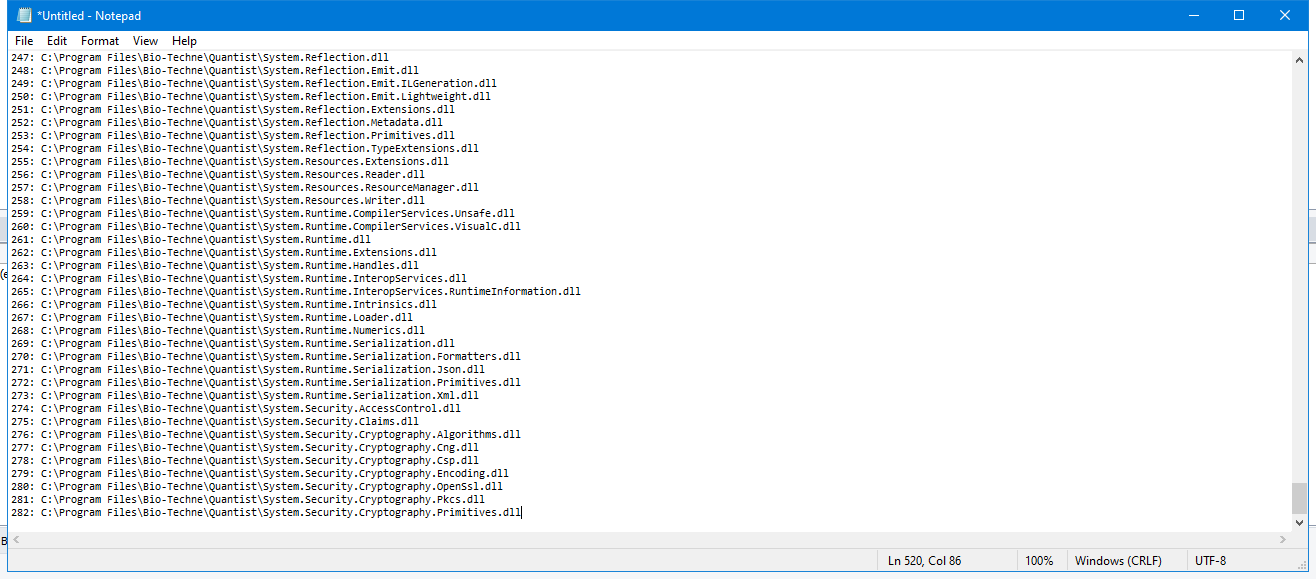 *Untitled - Notepad
File Edit Format View Help
247: C:\Program Files\Bio-Techne\Quantist\System.Reflection.dll
248: C:\Program Files\Bio-Techne\Quantist\System.Reflection.Emit.dll
249: C:\Program Files\Bio-Techne\Quantist\System.Reflection.Emit.ILGeneration.dll
250: C:\Program Files\Bio-Techne\Quantist\System.Reflection.Emit.Lightweight.dll
251: C:\Program Files\Bio-Techne\Quantist\System.Reflection.Extensions.dll
252: C:\Program Files\Bio-Techne\Quantist\System.Reflection.Metadata.dll
253: C:\Program Files\Bio-Techne\Quantist\System.Reflection.Primitives.dll
254: C:\Program Files\Bio-Techne\Quantist\System.Reflection.TypeExtensions.dll
255: C:\Program Files\Bio-Techne\Quantist\System.Resources.Extensions.dll
256: C:\Program Files\Bio-Techne\Quantist\System.Resources.Reader.dll
257: C:\Program Files\Bio-Techne\Quantist\System.Resources.ResourceManager.dll
258: C:\Program Files\Bio-Techne\Quantist\System.Resources.Writer.dll
259: C:\Program Files\Bio-Techne\Quantist\System.Runtime.CompilerServices.Unsafe.dll
260: C:\Program Files\Bio-Techne\Quantist\System.Runtime.CompilerServices.VisualC.dll
261: C:\Program Files\Bio-Techne\Quantist\System.Runtime.dll
262: C:\Program Files\Bio-Techne\Quantist\System.Runtime.Extensions.dll
263: C:\Program Files\Bio-Techne\Quantist\System.Runtime.Handles.dll
264: C:\Program Files\Bio-Techne\Quantist\System.Runtime.InteropServices.dll
265: C:\Program Files\Bio-Techne\Quantist\System.Runtime.InteropServices.RuntimeInformation.dll
266: C:\Program Files\Bio-Techne\Quantist\System.Runtime.Intrinsics.dll
267: C:\Program Files\Bio-Techne\Quantist\System.Runtime.Loader.dll
268: C:\Program Files\Bio-Techne\Quantist\System.Runtime.Numerics.dll
269: C:\Program Files\Bio-Techne\Quantist\System.Runtime.Serialization.dll
270: C:\Program Files\Bio-Techne\Quantist\System.Runtime.Serialization.Formatters.dll
271: C:\Program Files\Bio-Techne\Quantist\System.Runtime.Serialization.Json.dll
272: C:\Program Files\Bio-Techne\Quantist\System.Runtime.Serialization.Primitives.dll
273: C:\Program Files\Bio-Techne\Quantist\System.Runtime.Serialization.Xml.dll
274: C:\Program Files\Bio-Techne\Quantist\System.Security.AccessControl.dll
275: C:\Program Files\Bio-Techne\Quantist\System.Security.Claims.dll
276: C:\Program Files\Bio-Techne\Quantist\System.Security.Cryptography.Algorithms.dll
277: C:\Program Files\Bio-Techne\Quantist\System.Security.Cryptography.Cng.dll
278: C:\Program Files\Bio-Techne\Quantist\System.Security.Cryptography.Csp.dll
279: C:\Program Files\Bio-Techne\Quantist\System.Security.Cryptography.Encoding.dll
280: C:\Program Files\Bio-Techne\Quantist\System.Security.Cryptography.OpenSsl.dll
281: C:\Program Files\Bio-Techne\Quantist\System.Security.Cryptography.Pkcs.dll
282: C:\Program Files\Bio-Techne\Quantist\System.Security.Cryptography.Primitives.dll
Ln 520, Col 86 100% Windows (CRLF) UTF-8